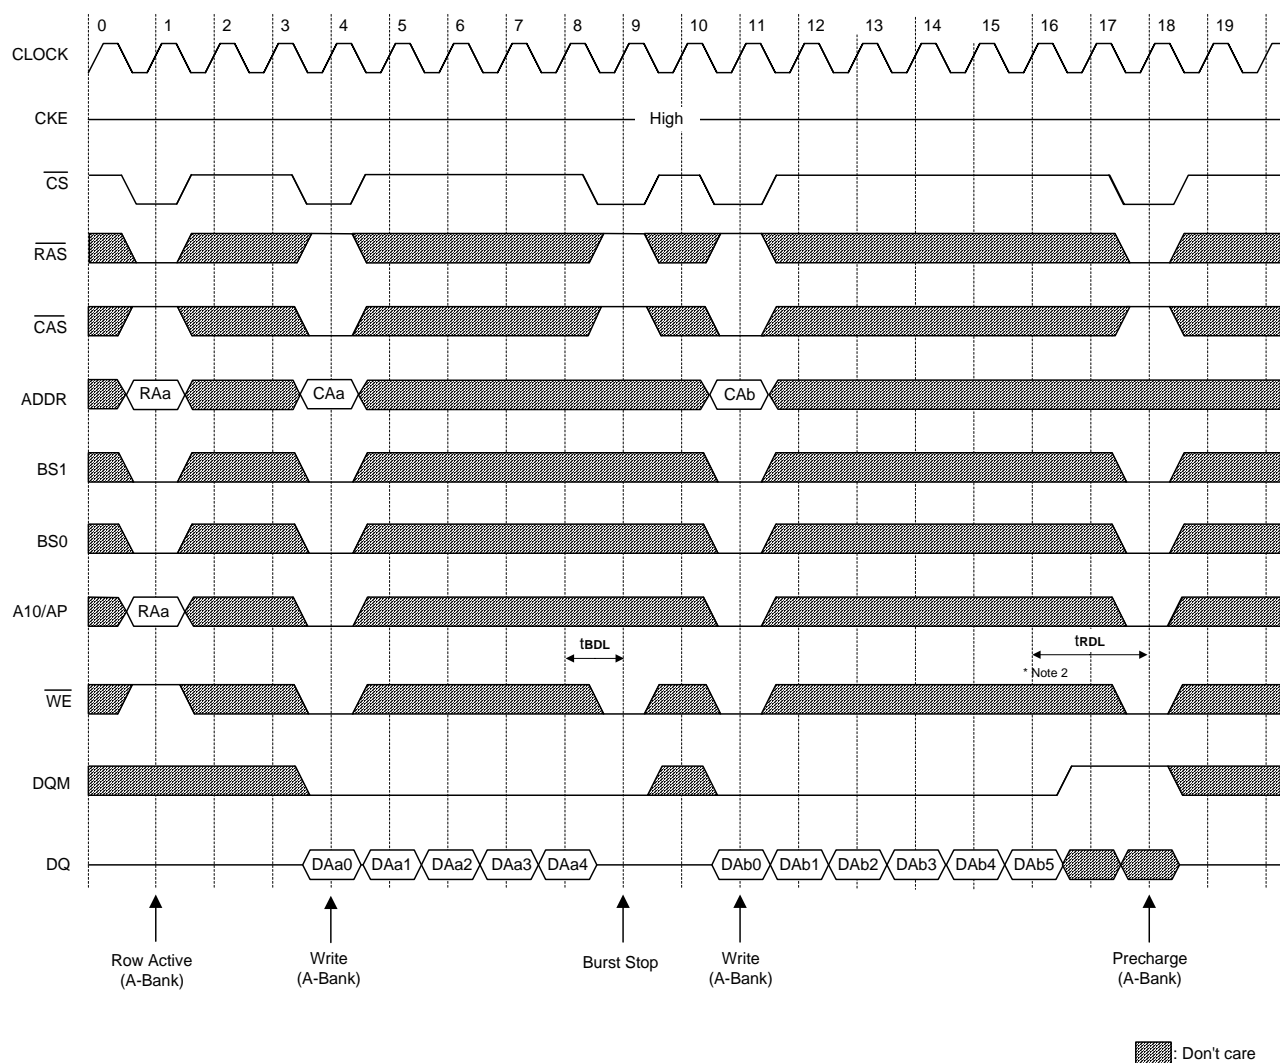 0 1 2 3 4 5 6 7 8 9 10 11 12 13 14 15 16 17 18 19
CLOCK
CKE High
CS
RAS
CAS
ADDR RAa CAa CAb
BS1
BS0
A10/AP RAa
tBDL tRDL
* Note 2
WE
DQM
DQ DAa0 DAa1 DAa2 DAa3 DAa4 DAb0 DAb1 DAb2 DAb3 DAb4 DAb5
Row Active Write Burst Stop Write Precharge
(A-Bank) (A-Bank) (A-Bank) (A-Bank)
: Don't care